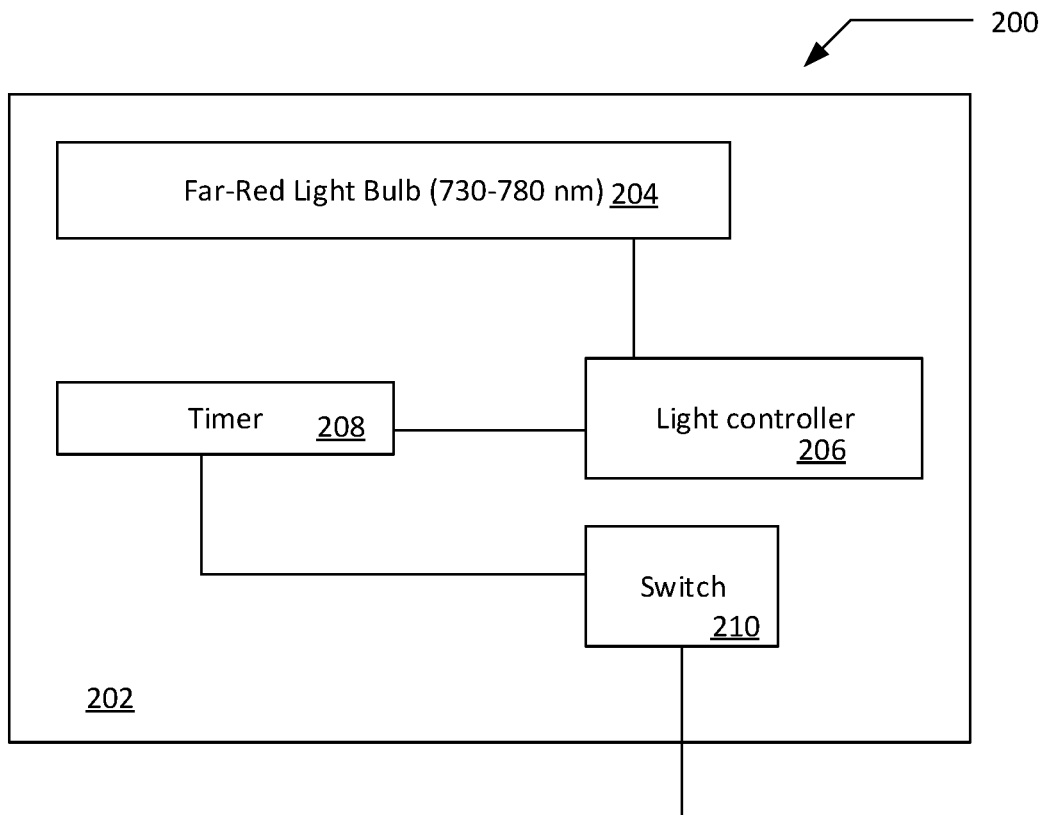 200
Far-Red Light Bulb (730-780 nm) 204
Timer 208
Light controller
206
Switch
210
202